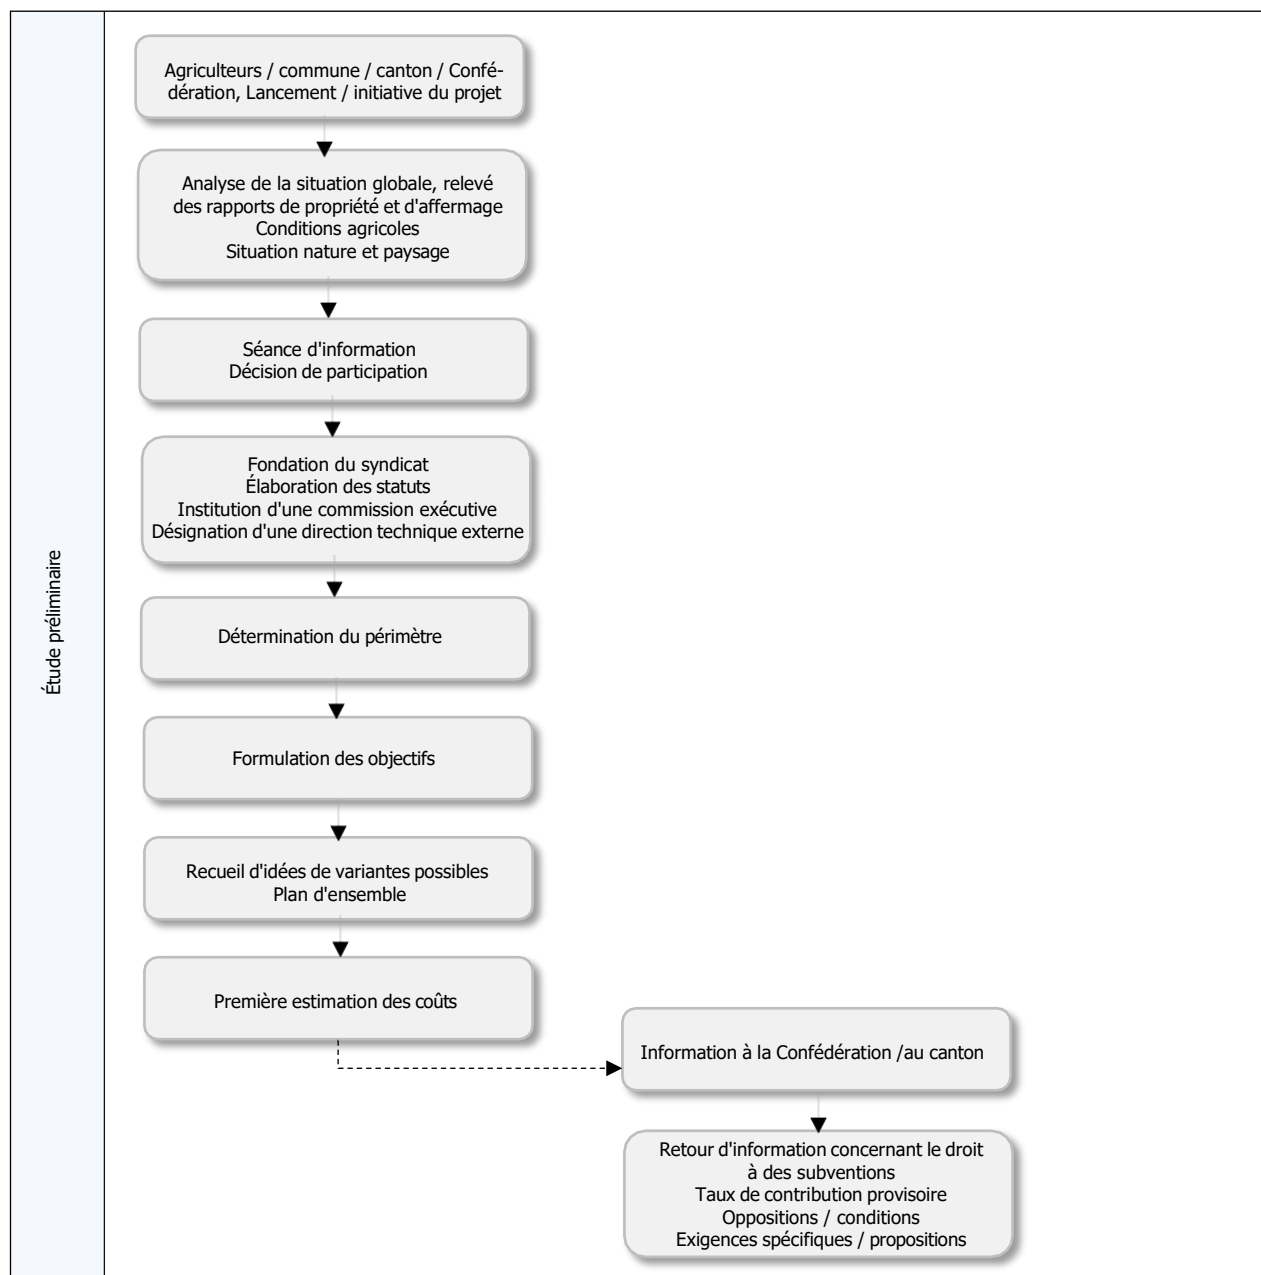 Étude préliminaire
Agriculteurs / commune / canton / Confé-
dération, Lancement / initiative du projet
Analyse de la situation globale, relevé
des rapports de propriété et d'affermage
Conditions agricoles
Situation nature et paysage
Séance d'information
Décision de participation
Fondation du syndicat
Élaboration des statuts
Institution d'une commission exécutive
Désignation d'une direction technique externe
Détermination du périmètre
Formulation des objectifs
Recueil d'idées de variantes possibles
Plan d'ensemble
Première estimation des coûts
Information à la Confédération /au canton
Retour d'information concernant le droit
à des subventions
Taux de contribution provisoire
Oppositions / conditions
Exigences spécifiques / propositions